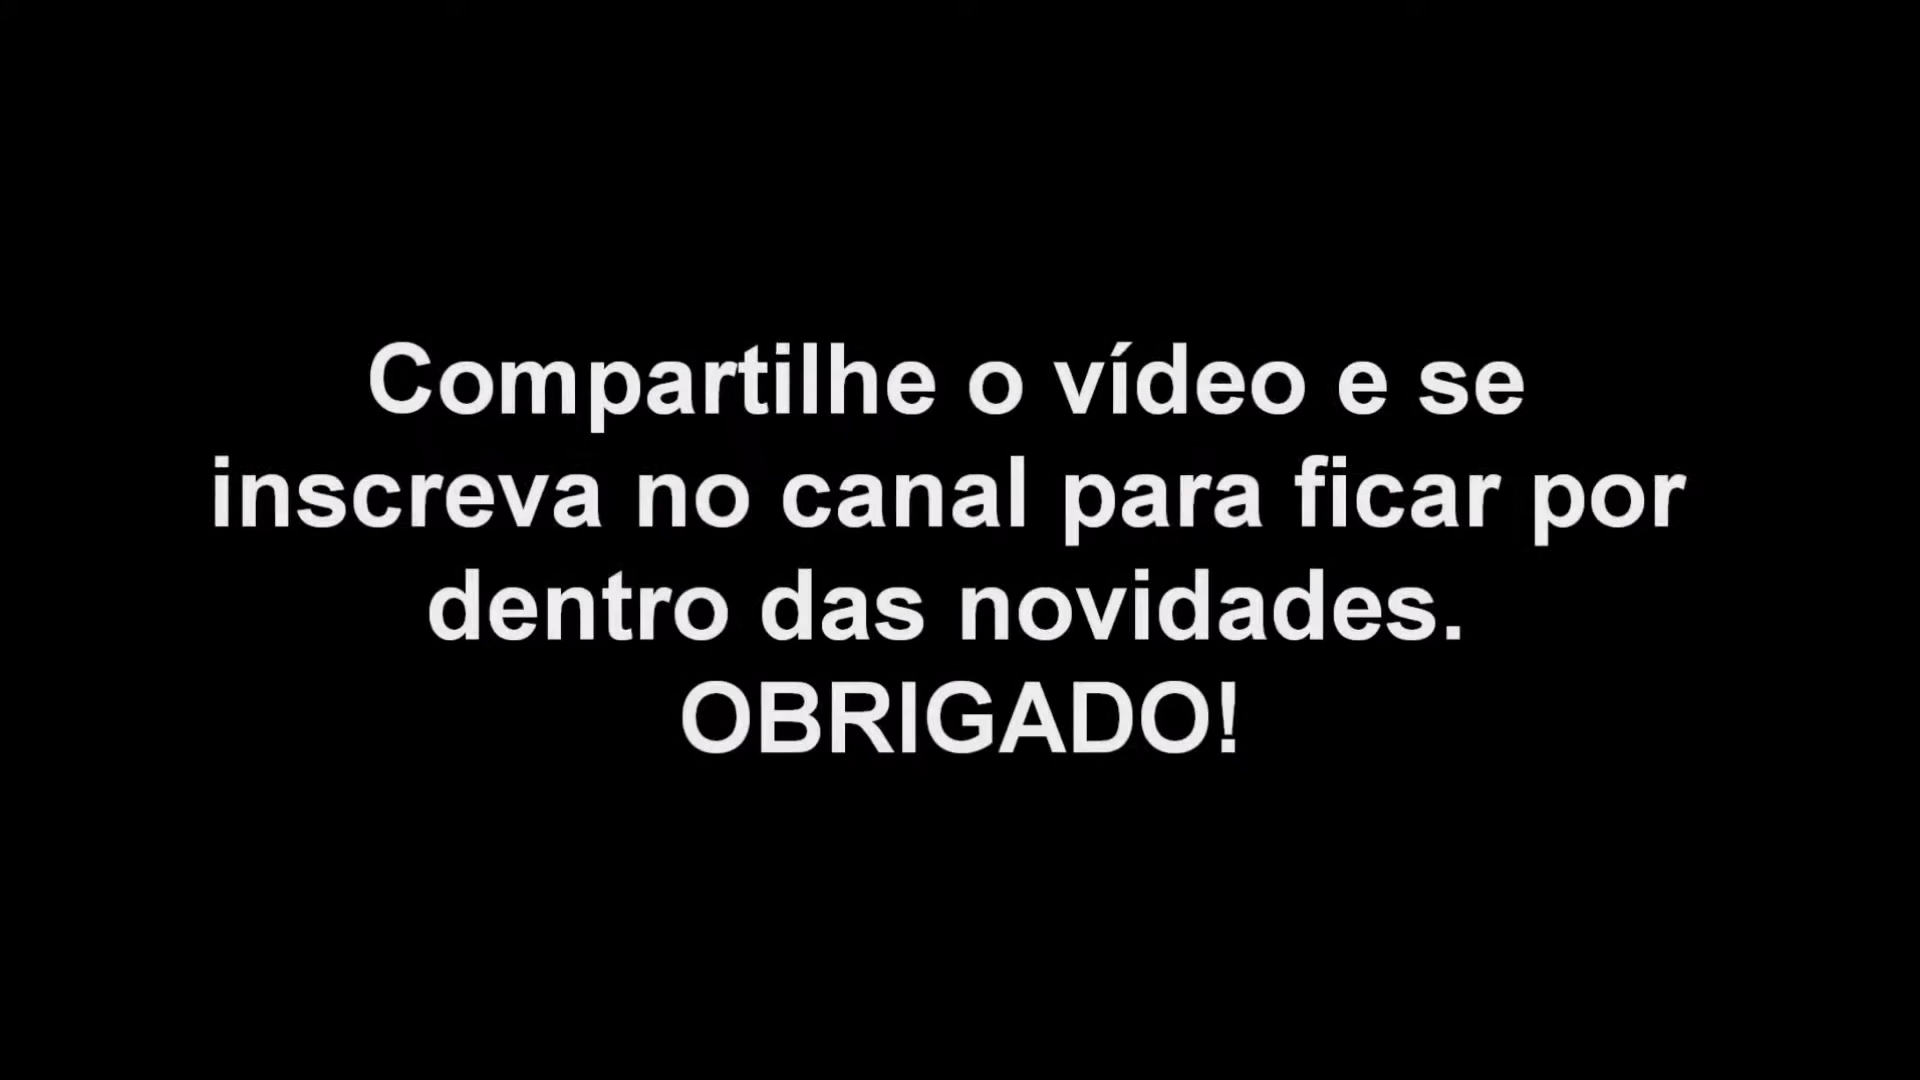 Compartilhe o vídeo e se
inscreva no canal para ficar por
dentro das novidades.
OBRIGADO!